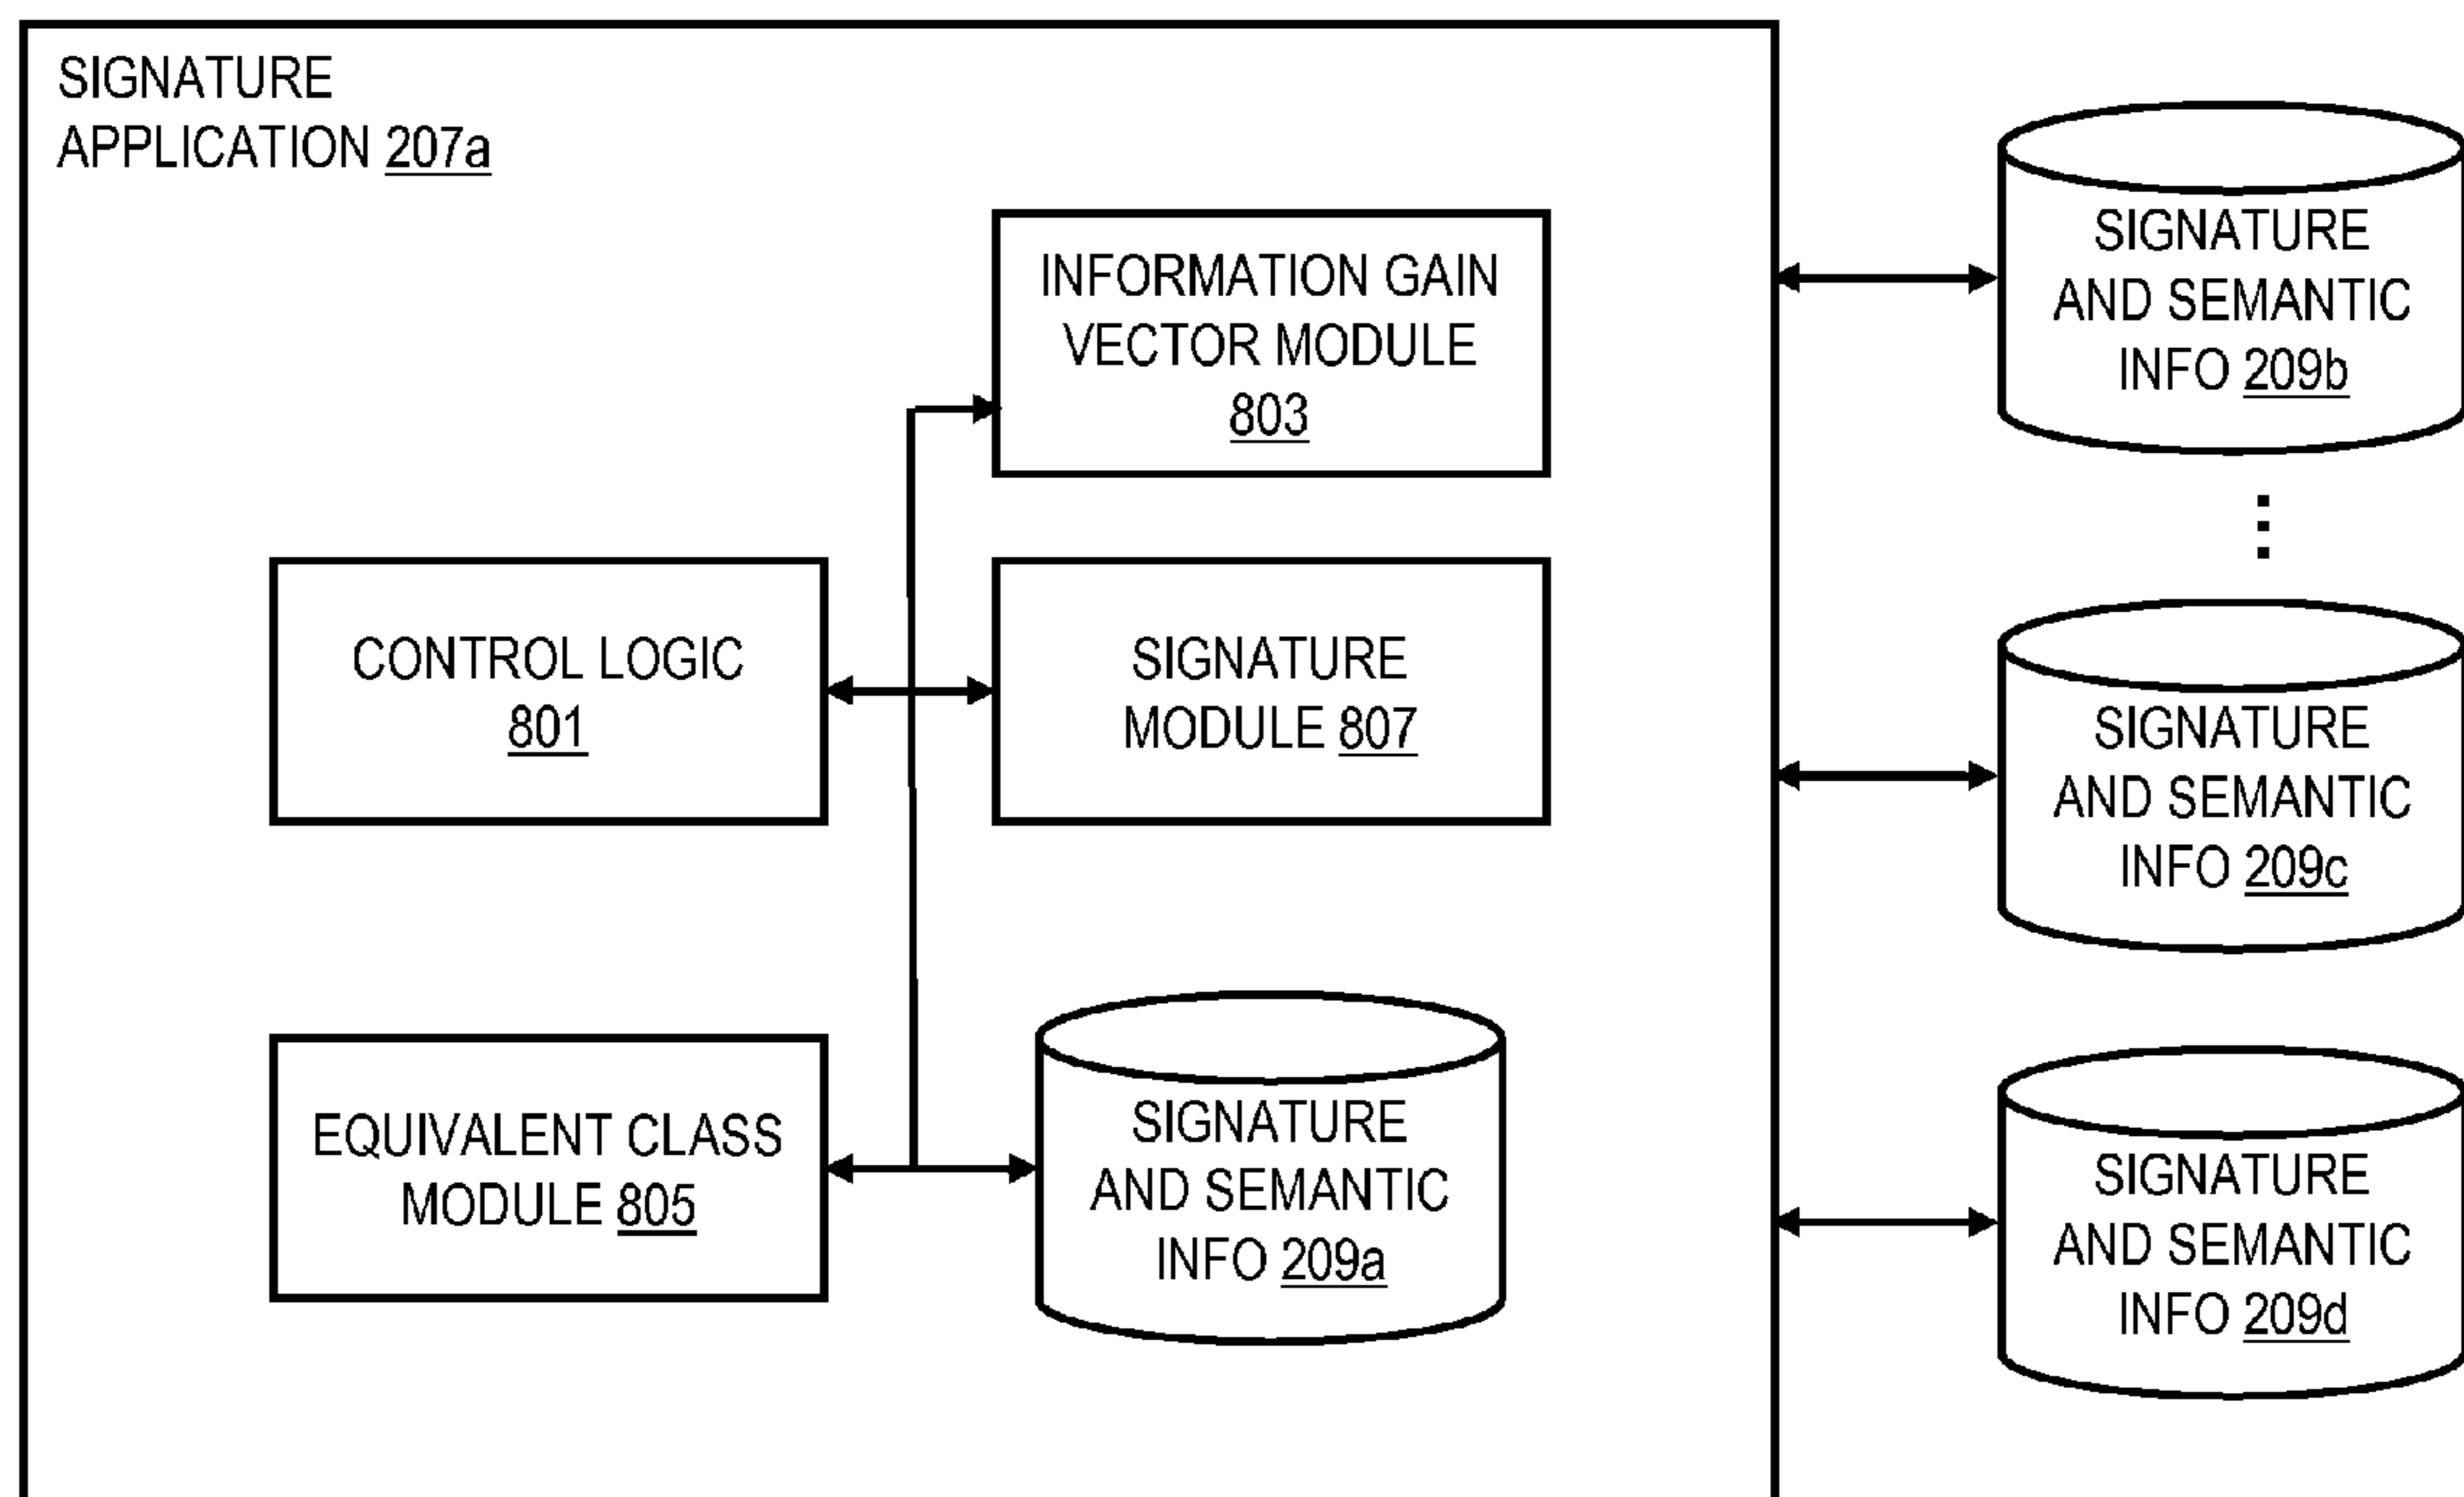 SIGNATURE
APPLICATION 207a
INFORMATION GAIN
VECTOR MODULE
803
CONTROL LOGIC
801
SIGNATURE
MODULE 807
EQUIVALENT CLASS
MODULE 805
SIGNATURE
AND SEMANTIC
INFO 209a
SIGNATURE
AND SEMANTIC
INFO 209b
SIGNATURE
AND SEMANTIC
INFO 209c
SIGNATURE
AND SEMANTIC
INFO 209d